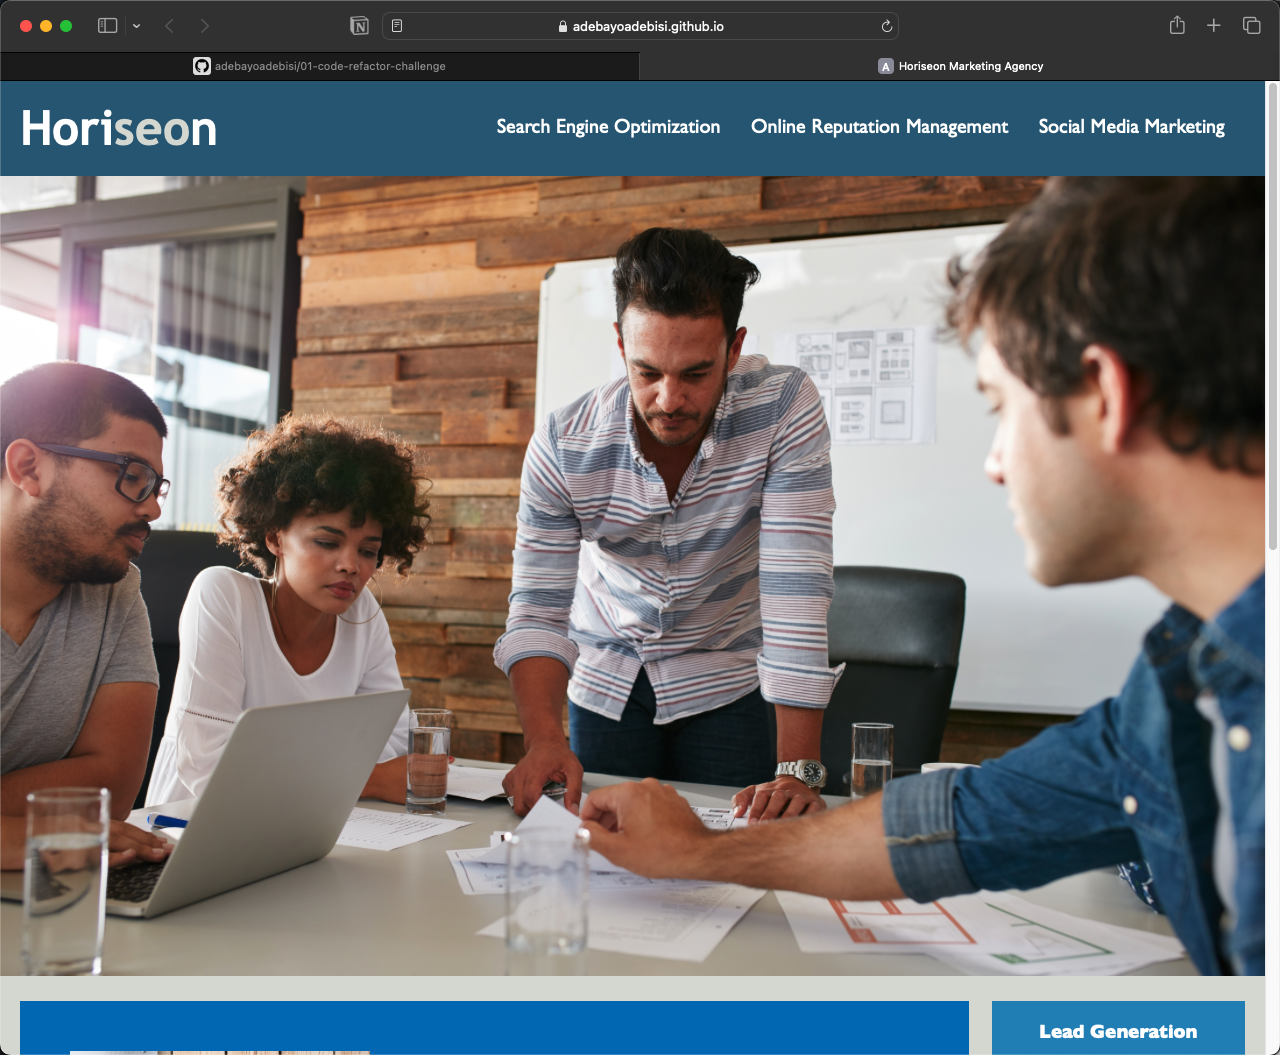 adebayoadebisi.github.io
adebayoadebisi/01-code-refactor-challenge
A Horiseon Marketing Agency
Horiseon
Search Engine Optimization Online Reputation Management Social Media Marketing
Lead Generation